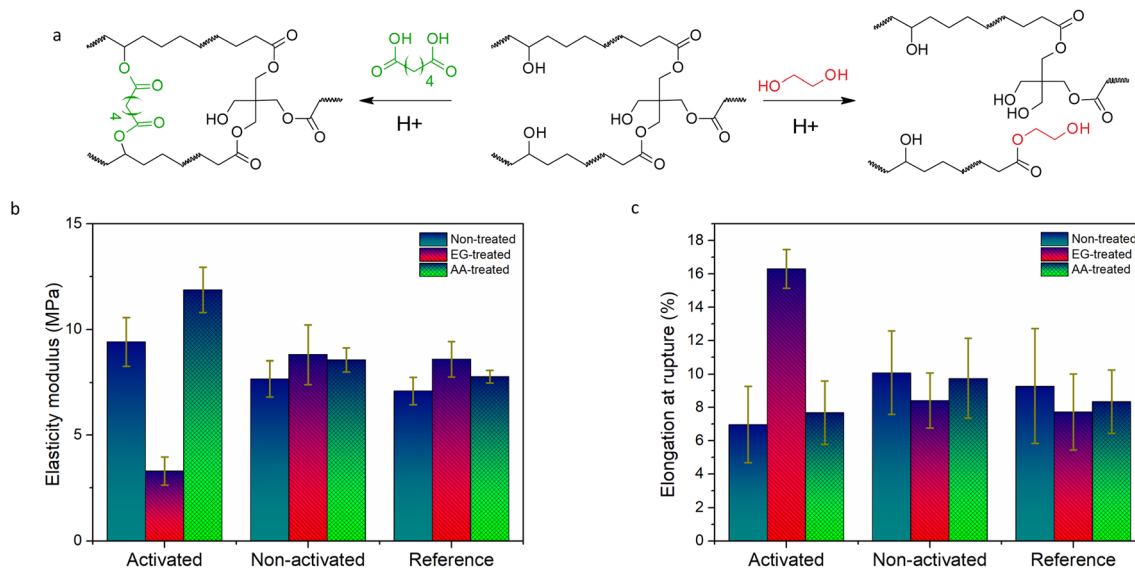 a
OH OH
O O
4
H+
O
O
O
O
4
O
O
HO
O
O
O
O
O
OH
O
O
HO
O
O
O
O
OH
HO
OH
H+
OH
O
O
HO
HO
O
O
OH
O
OH
O
b
Elasticity modulus (MPa)
15
10
5
0
Non-treated
EG-treated
AA-treated
Activated Non-activated Reference
c
Elongation at rupture (%)
18
16
14
12
10
8
6
4
2
0
Non-treated
EG-treated
AA-treated
Activated Non-activated Reference